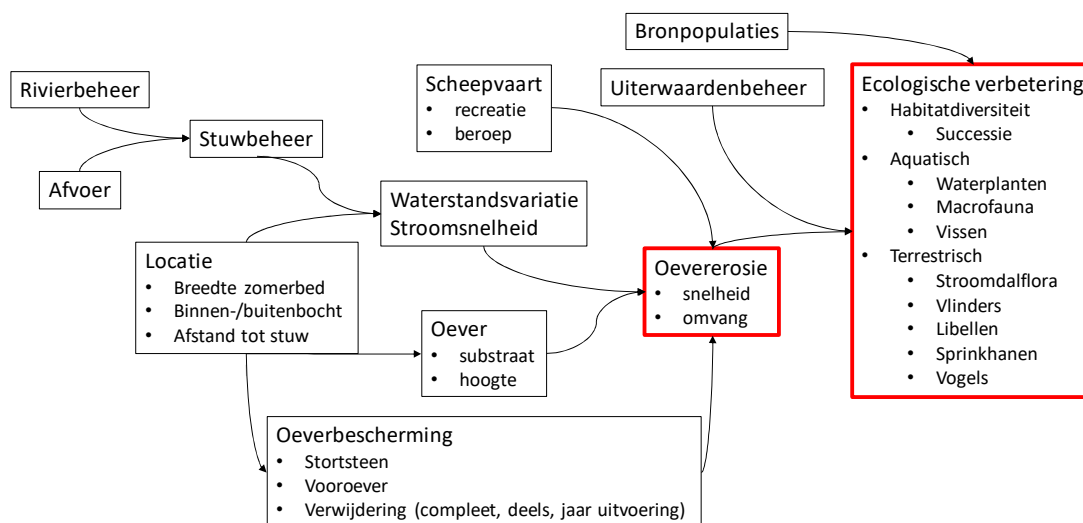 Bronpopulaties
Rivierbeheer
Scheepvaart
• recreatie
• beroep
Uiterwaardenbeheer
Ecologische verbetering
• Habitatdiversiteit
• Successie
• Aquatisch
• Waterplanten
• Macrofauna
• Vissen
• Terrestrisch
• Stroomdalflora
• Vlinders
• Libellen
• Sprinkhanen
• Vogels
Stuwbeheer
Afvoer
Waterstandsvariatie
Stroomsnelheid
Locatie
• Breedte zomerbed
• Binnen-/buitenbocht
• Afstand tot stuw
Oevererosie
• snelheid
• omvang
Oever
• substraat
• hoogte
Oeverbescherming
• Stortsteen
• Vooroever
• Verwijdering (compleet, deels, jaar uitvoering)